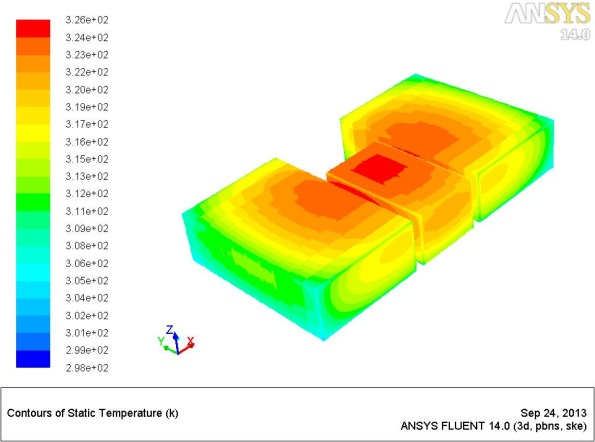 3.26e+02
3.24e+02
3.23e+02
3.22e+02
3.20e+02
3.19e+02
3.17e+02
3.16e+02
3.15e+02
3.13e+02
3.12e+02
3.11e+02
3.09e+02
3.08e+02
3.06e+02
3.05e+02
3.04e+02
3.02e+02
3.01e+02
2.99e+02
2.98e+02
ANSYS
14.0
Z
Y X
Contours of Static Temperature (k)
Sep 24, 2013
ANSYS FLUENT 14.0 (3d, pbns, ske)